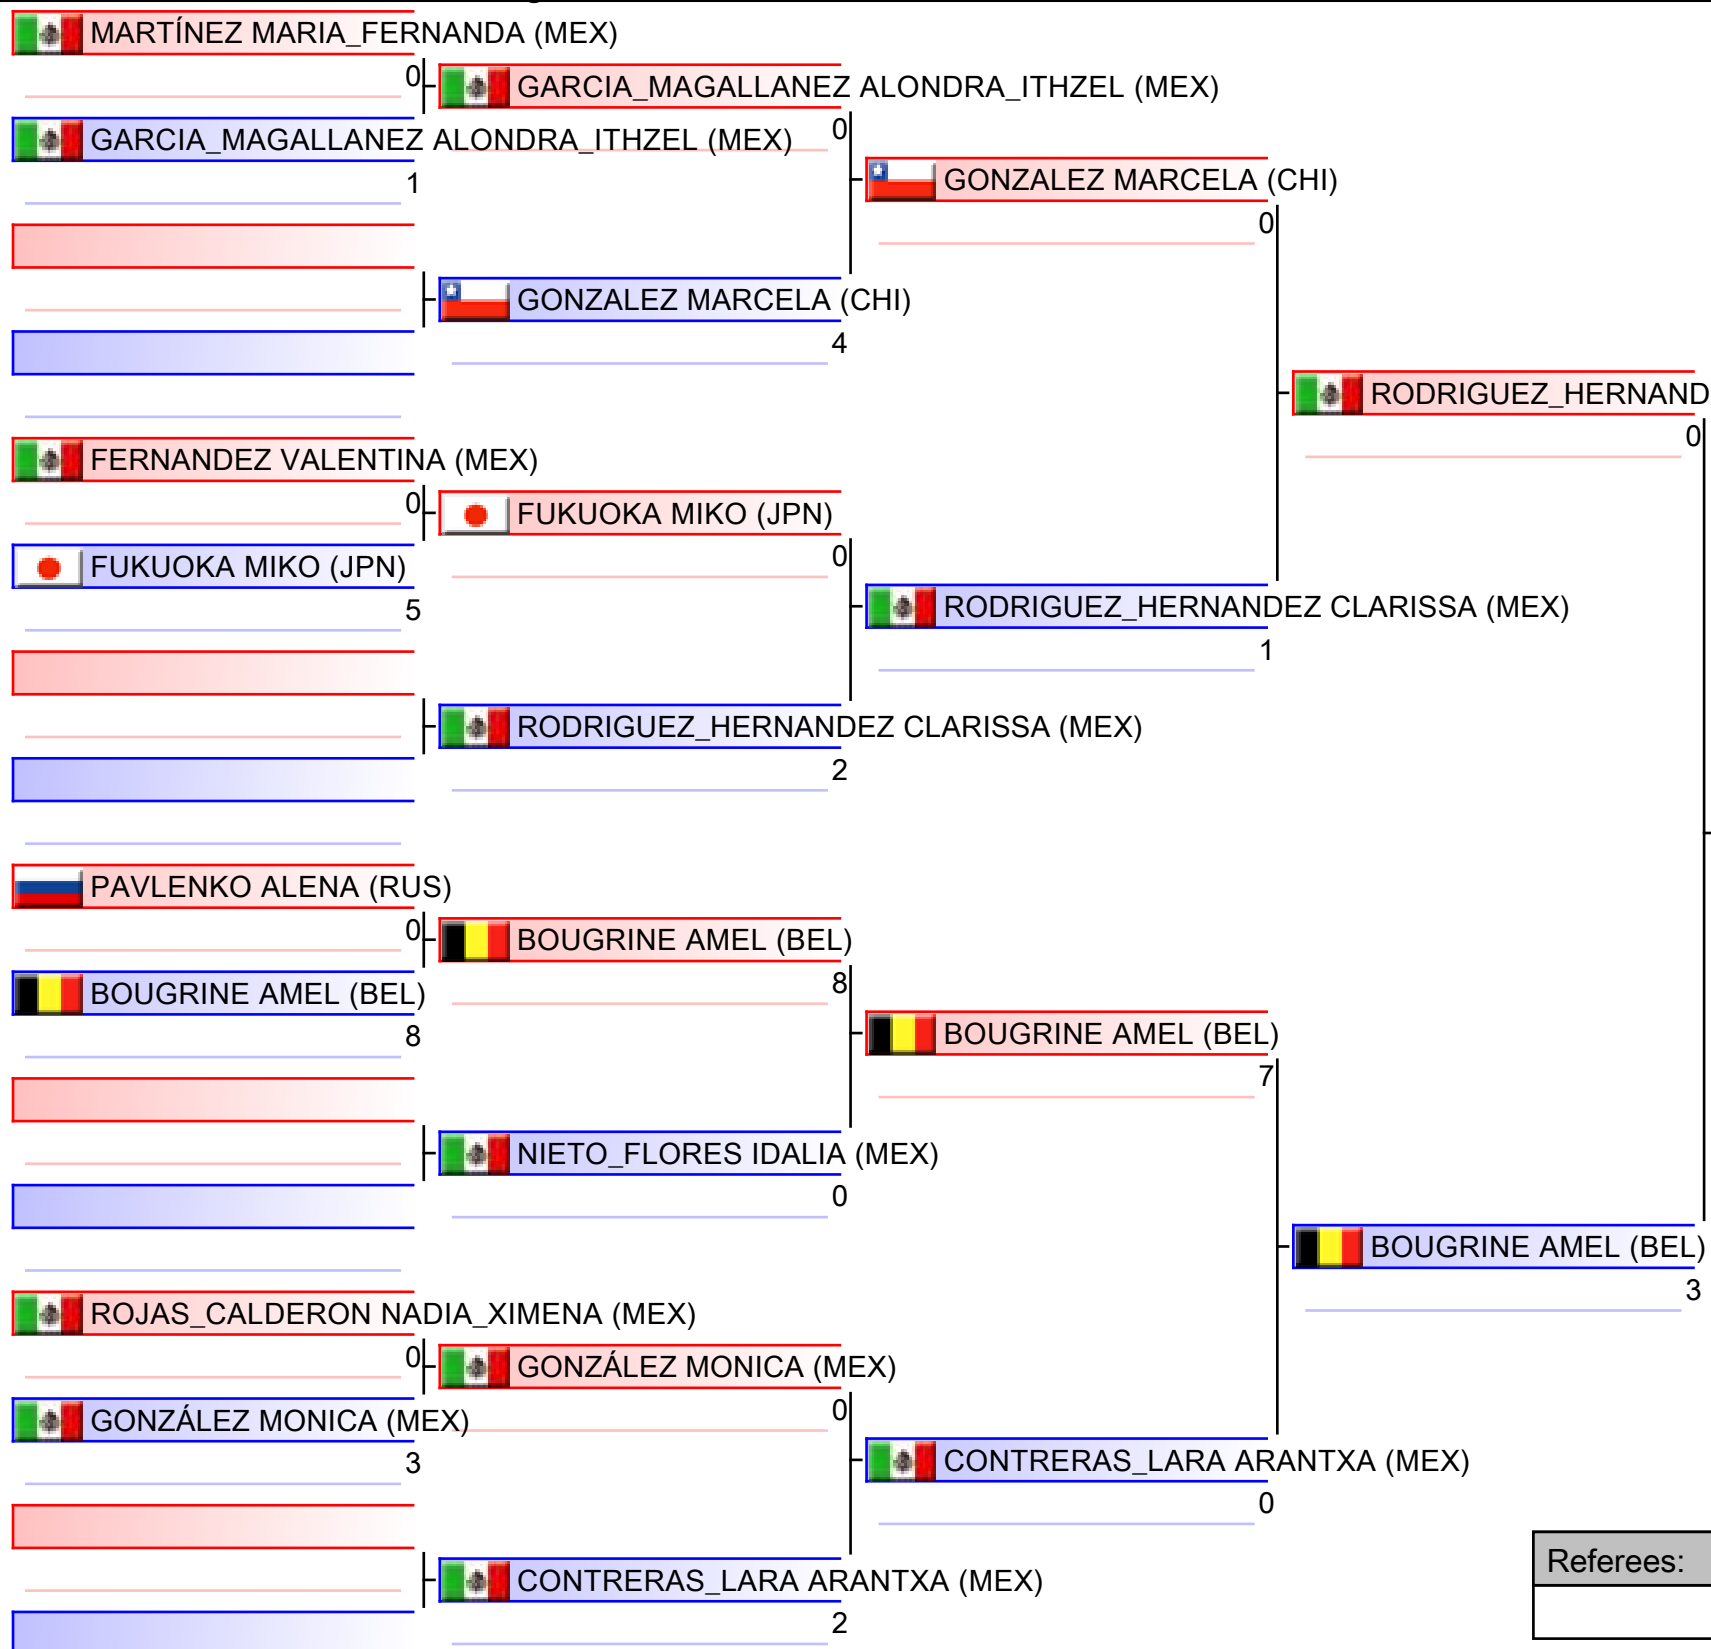 MARTÍNEZ MARIA_FERNANDA (MEX)
0
GARCIA_MAGALLANEZ ALONDRA_ITHZEL (MEX)
1
FERNANDEZ VALENTINA (MEX)
0
FUKUOKA MIKO (JPN)
5
PAVLENKO ALENA (RUS)
0
BOUGRINE AMEL (BEL)
8
ROJAS_CALDERON NADIA_XIMENA (MEX)
0
GONZÁLEZ MONICA (MEX)
3
GARCIA_MAGALLANEZ ALONDRA_ITHZEL (MEX)
0
GONZALEZ MARCELA (CHI)
4
FUKUOKA MIKO (JPN)
0
RODRIGUEZ_HERNANDEZ CLARISSA (MEX)
2
BOUGRINE AMEL (BEL)
8
NIETO_FLORES IDALIA (MEX)
0
GONZÁLEZ MONICA (MEX)
0
CONTRERAS_LARA ARANTXA (MEX)
2
GONZALEZ MARCELA (CHI)
0
RODRIGUEZ_HERNANDEZ CLARISSA (MEX)
1
BOUGRINE AMEL (BEL)
7
CONTRERAS_LARA ARANTXA (MEX)
0
RODRIGUEZ_HERNAND
0
BOUGRINE AMEL (BEL)
3
Referees: